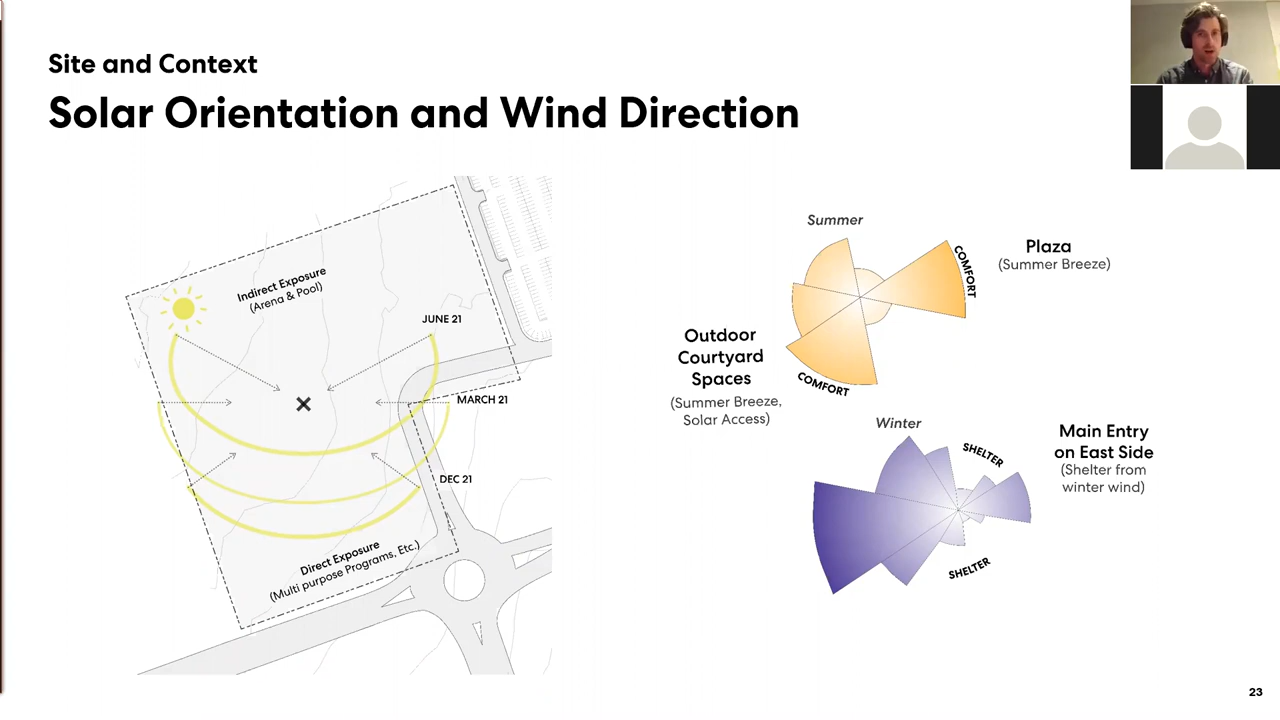 Site and Context
Solar Orientation and Wind Direction
Indirect Exposure
(Arena & Pool)
JUNE 21
MARCH 21
DEC 21
Direct Exposure
(Multi purpose Programs, Etc.)
Summer
COMFORT
Plaza
(Summer Breeze)
Outdoor
Courtyard
Spaces
(Summer Breeze,
Solar Access)
COMFORT
Winter
SHELTER
Main Entry
on East Side
(Shelter from
winter wind)
SHELTER
23